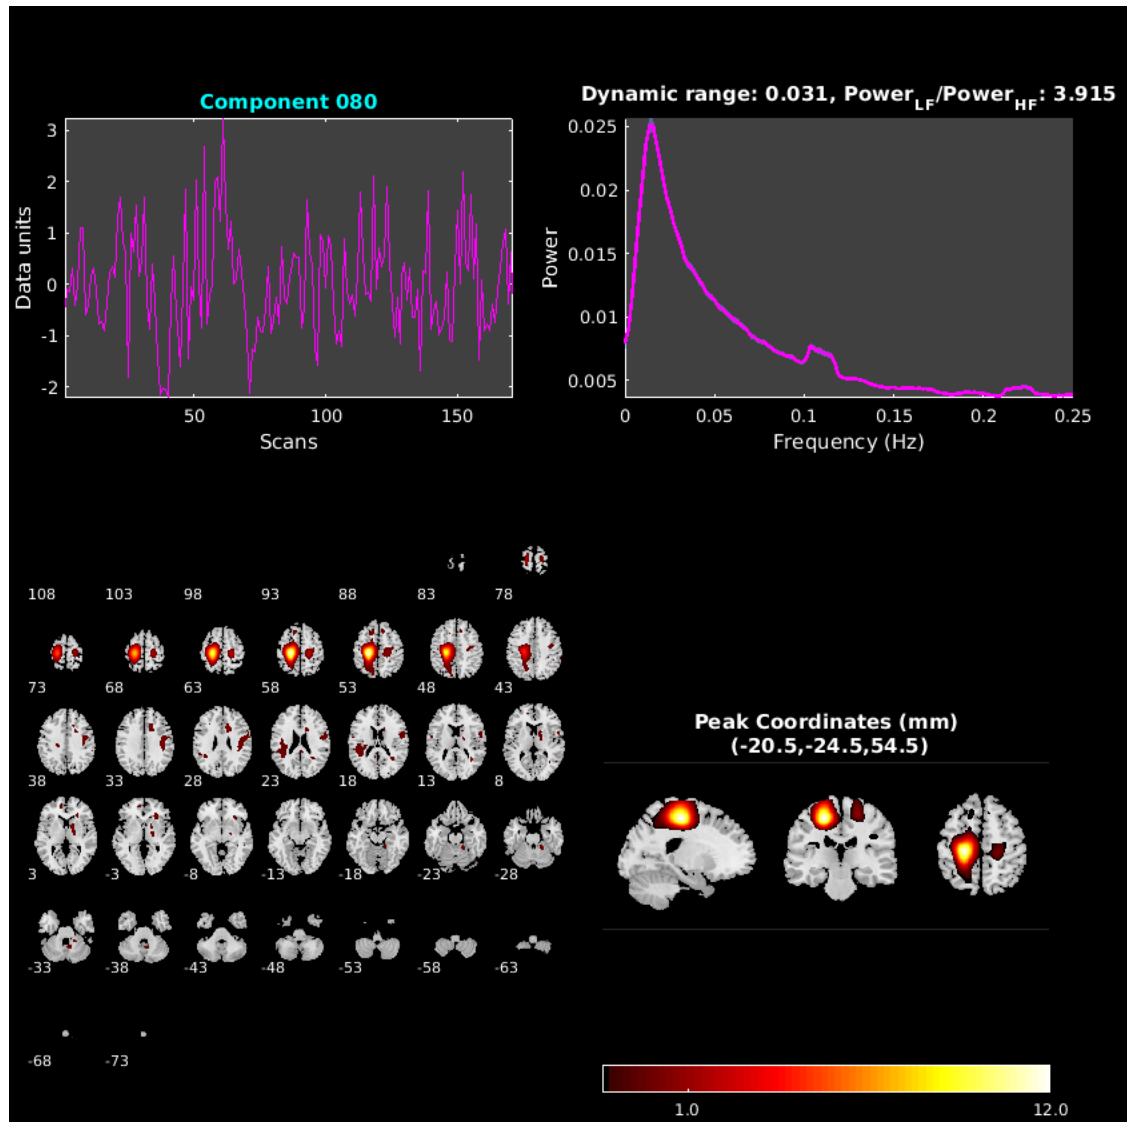 Component 080
3
2
1
0
-1
-2
Data units
50 100 150
Scans
Dynamic range: 0.031, Power_LF/Power_HF: 3.915
0.025
0.02
0.015
0.01
0.005
Power
0 0.05 0.1 0.15 0.2 0.25
Frequency (Hz)
108 103 98 93 88 83 78
73 68 63 58 53 48 43
38 33 28 23 18 13 8
3 -3 -8 -13 -18 -23 -28
-33 -38 -43 -48 -53 -58 -63
-68 -73
Peak Coordinates (mm)
(-20.5,-24.5,54.5)
1.0 12.0